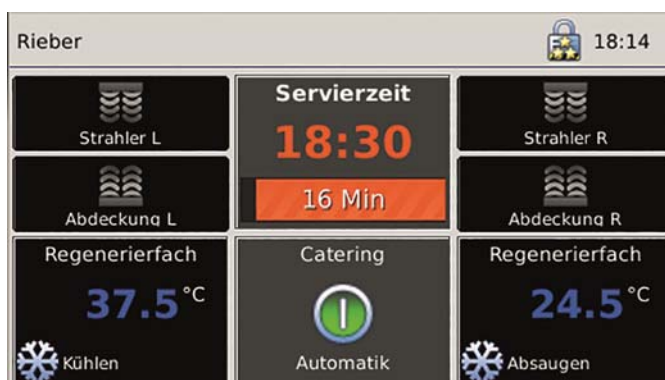 Rieber 18:14
Strahler L
Servierzeit
18:30
16 Min
Strahler R
Abdeckung L
Abdeckung R
Regenerierfach
37.5 °C
Kühlen
Catering
Automatik
Regenerierfach
24.5 °C
Absaugen